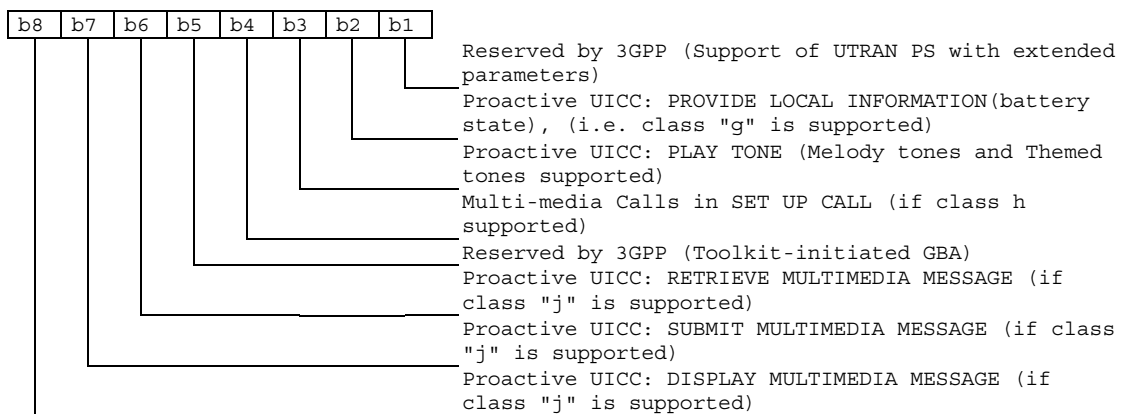 b8 b7 b6 b5 b4 b3 b2 b1
Reserved by 3GPP (Support of UTRAN PS with extended
parameters)
Proactive UICC: PROVIDE LOCAL INFORMATION(battery
state), (i.e. class "g" is supported)
Proactive UICC: PLAY TONE (Melody tones and Themed
tones supported)
Multi-media Calls in SET UP CALL (if class h
supported)
Reserved by 3GPP (Toolkit-initiated GBA)
Proactive UICC: RETRIEVE MULTIMEDIA MESSAGE (if
class "j" is supported)
Proactive UICC: SUBMIT MULTIMEDIA MESSAGE (if class
"j" is supported)
Proactive UICC: DISPLAY MULTIMEDIA MESSAGE (if
class "j" is supported)